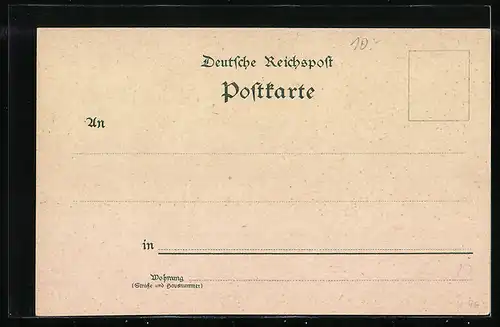 10.-
Deutsche Reichspost
Postkarte
An
in
Wohnung
(Straße und Hausnummer)